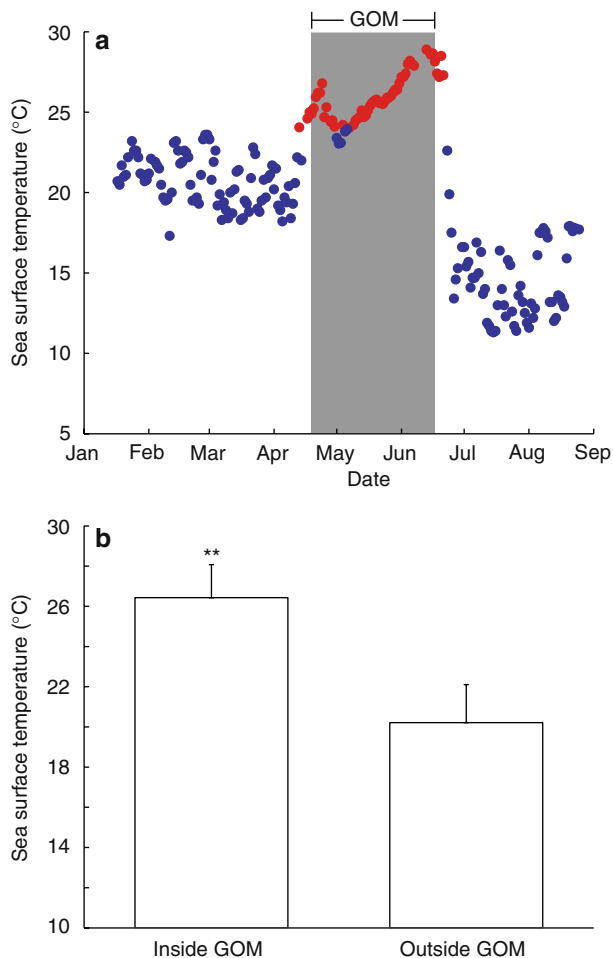 GOM
a
30
25
20
15
10
5
Sea surface temperature (°C)
Jan Feb Mar Apr May Jun Jul Aug Sep
Date
b
30
26
22
18
14
10
Sea surface temperature (°C)
**
Inside GOM Outside GOM